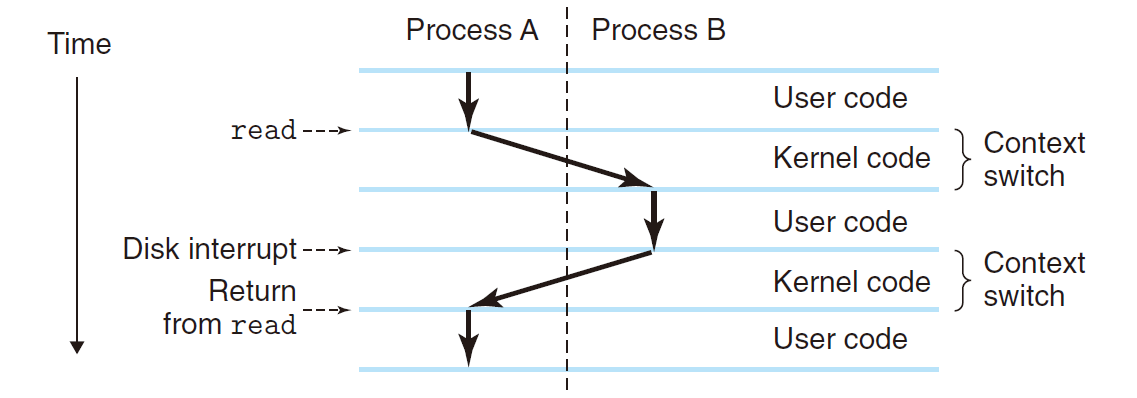 Process A
Process B
Time
User code
read
Kernel code
Context
switch
User code
Disk interrupt
Kernel code
Context
switch
Return
from read
User code